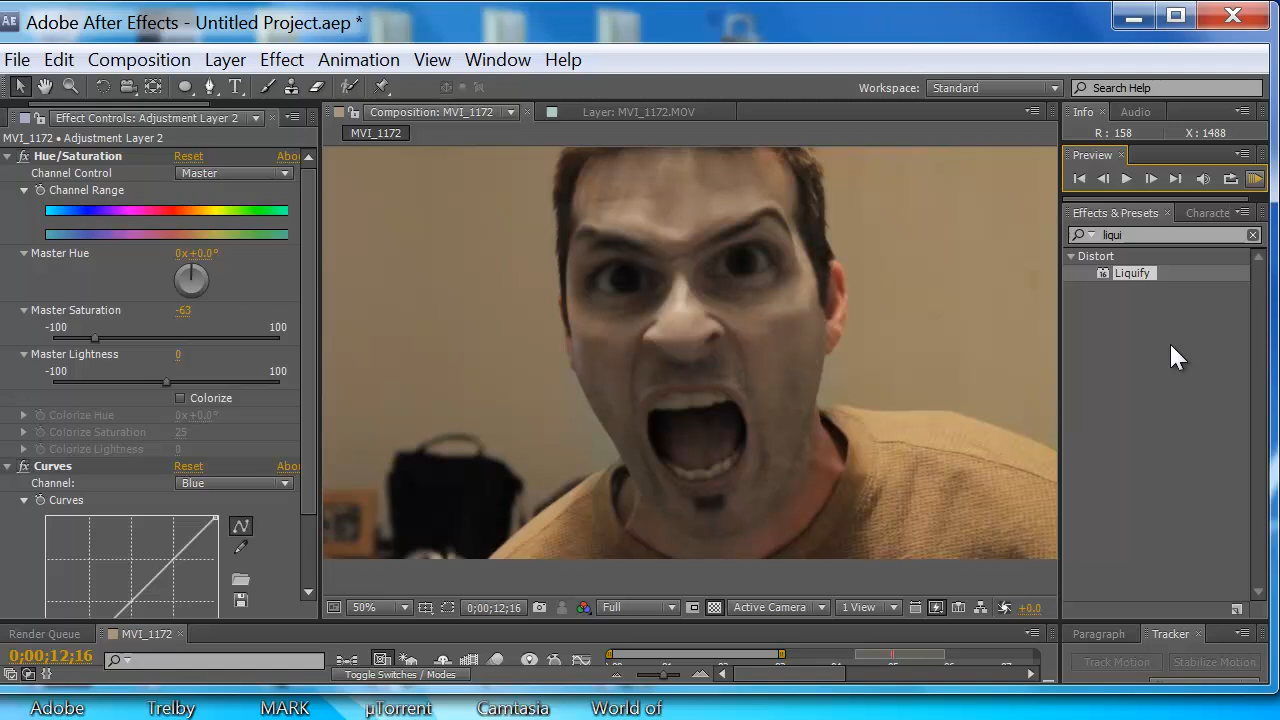 Adobe After Effects - Untitled Project.aep *
File Edit Composition Layer Effect Animation View Window Help
Workspace: Standard Search Help
Effect Controls: Adjustment Layer 2
Composition: MVI_1172
Layer: MVI_1172.MOV
Info Audio
MVI_1172 • Adjustment Layer 2
MVI_1172
R : 158 X : 1488
Hue/Saturation Reset Abo
Channel Control Master
Channel Range
Master Hue 0x+0.0°
Master Saturation -63
-100 100
Master Lightness 0
-100 100
Colorize
Colorize Hue 0x+0.0°
Colorize Saturation 25
Colorize Lightness 0
Curves Reset Abo
Channel: Blue
Curves
Preview
Effects & Presets Characte
liqui
Distort
Liquify
50% 0;00;12;16 Full Active Camera 1 View +0.0
Render Queue MVI_1172
Paragraph Tracker
0;00;12;16
Toggle Switches / Modes
Track Motion Stabilize Motion
Adobe Trelby MARK µTorrent Camtasia World of